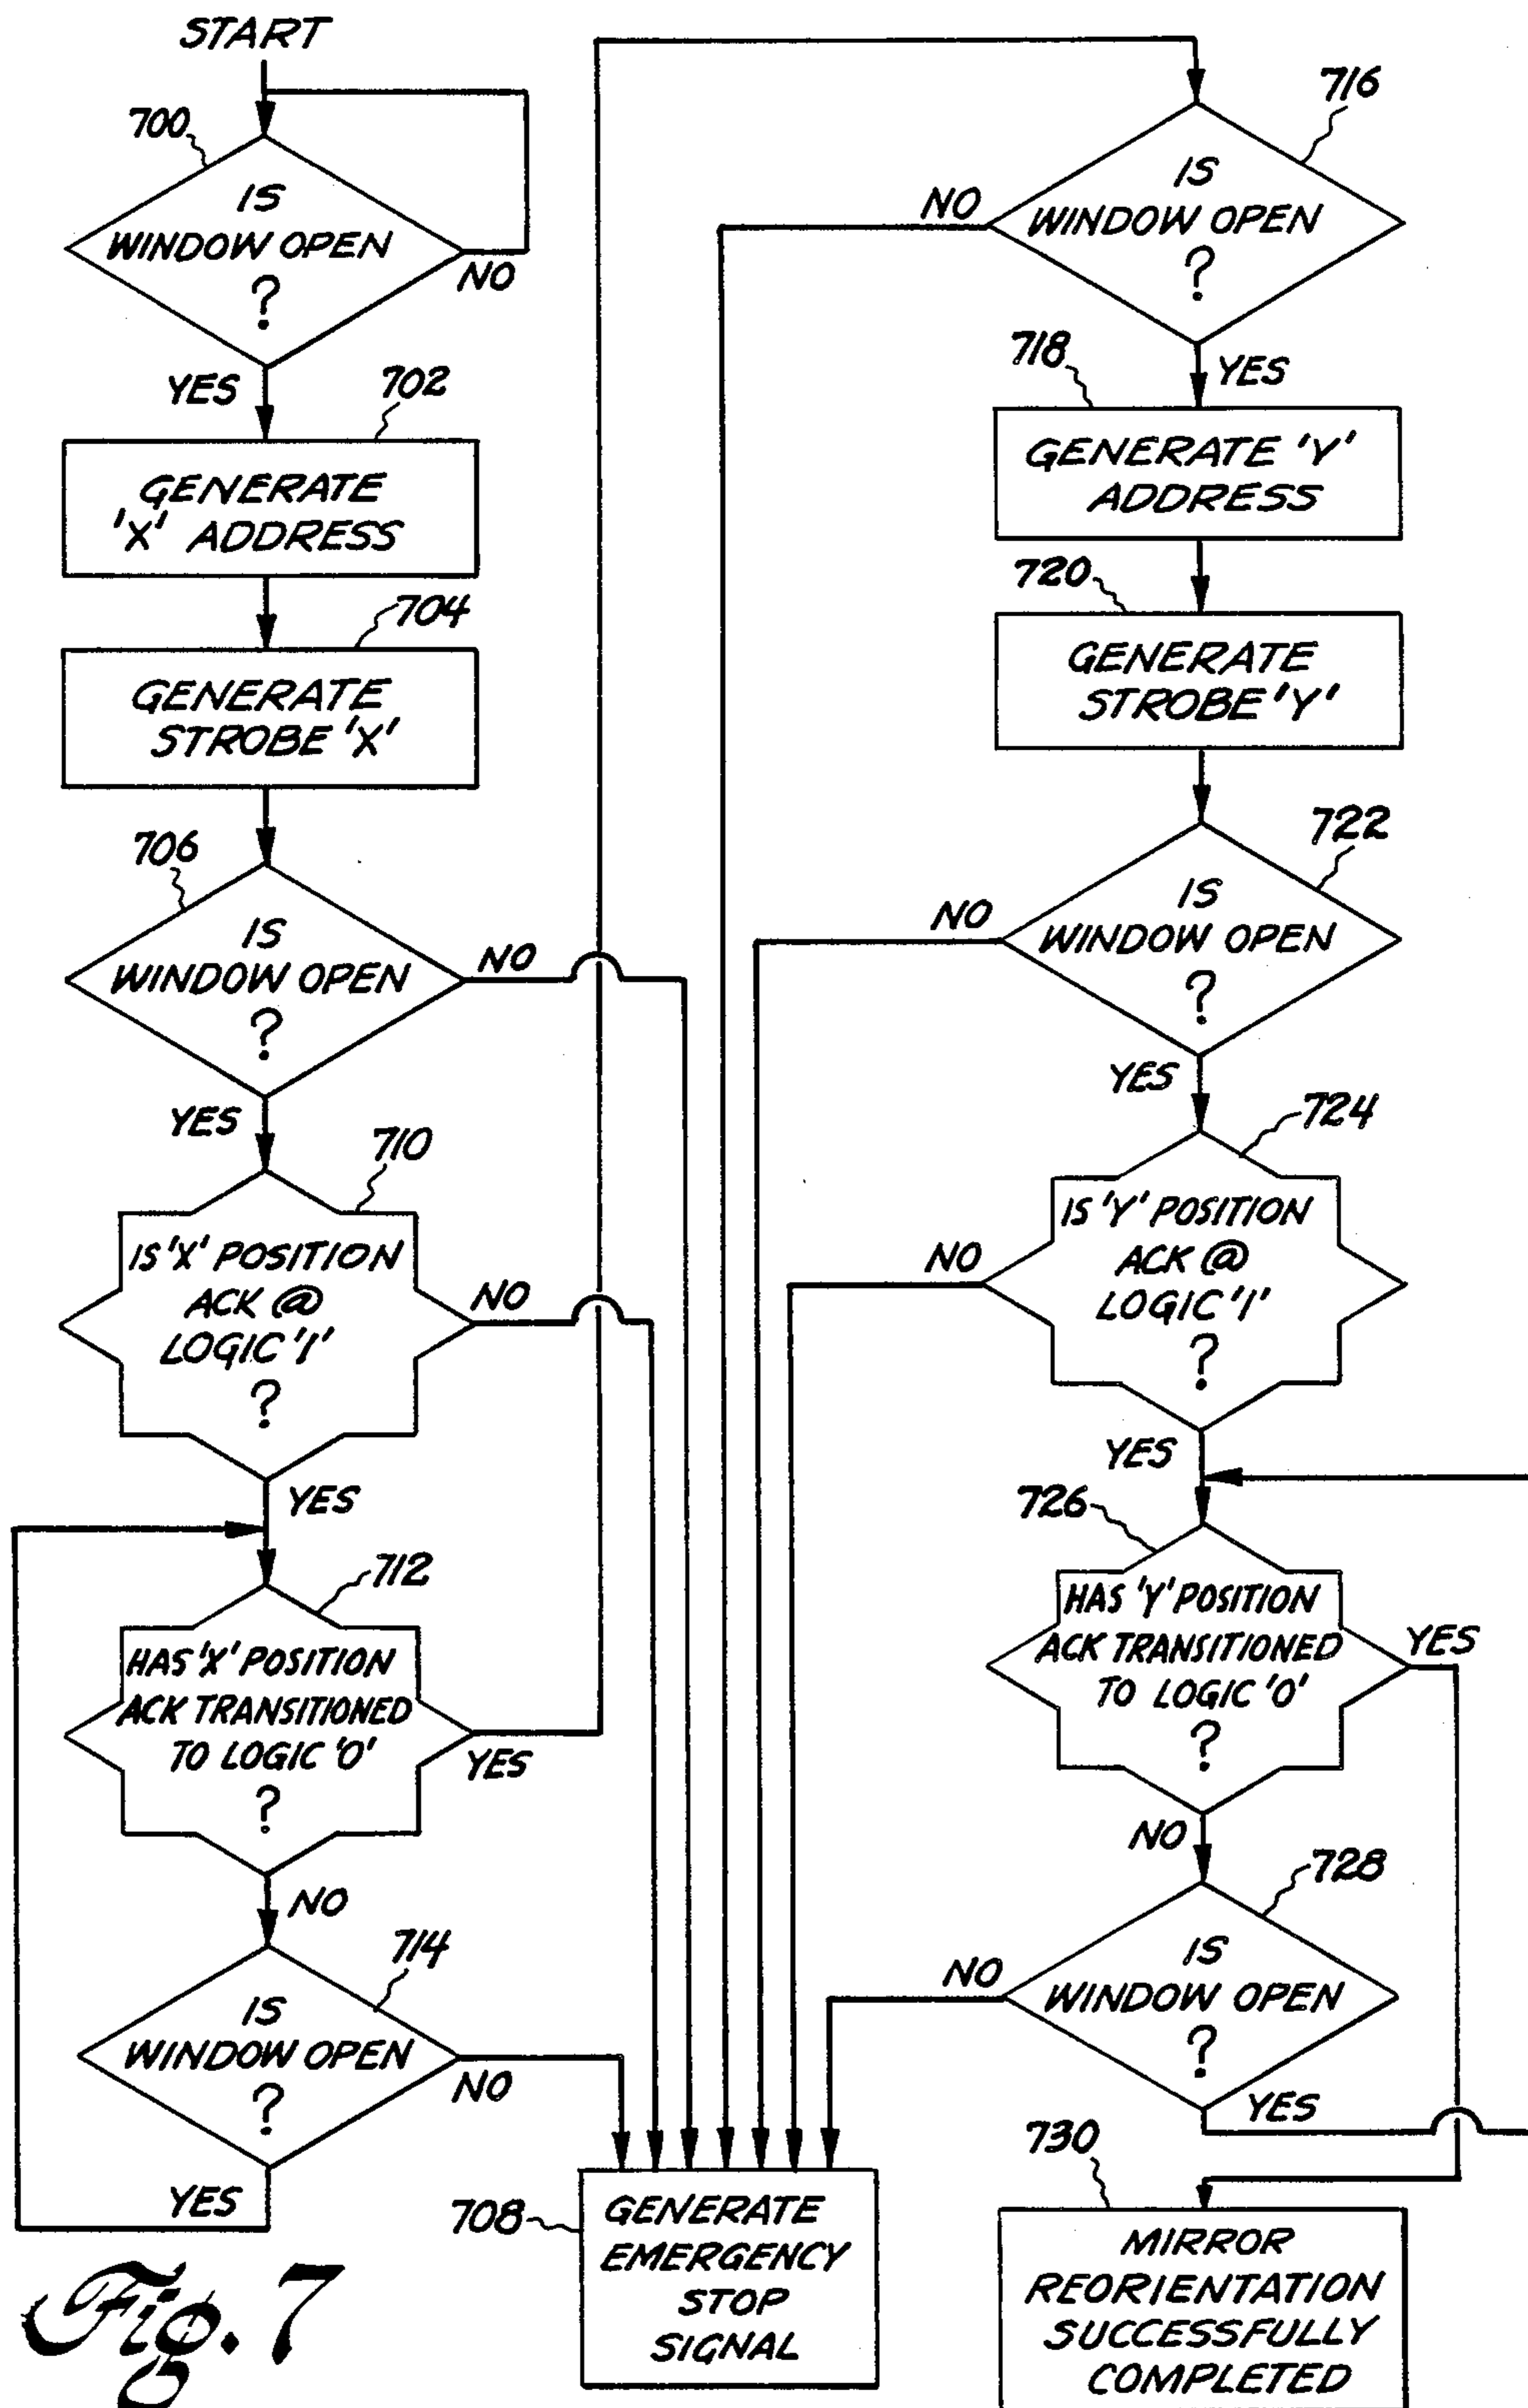 START
700
IS
WINDOW OPEN
?
NO
YES
702
GENERATE
'X' ADDRESS
704
GENERATE
STROBE 'X'
706
IS
WINDOW OPEN
?
NO
YES
710
IS 'X' POSITION
ACK @
LOGIC '1'
?
NO
YES
712
HAS 'X' POSITION
ACK TRANSITIONED
TO LOGIC '0'
?
YES
NO
714
IS
WINDOW OPEN
?
NO
YES
708
GENERATE
EMERGENCY
STOP
SIGNAL
716
IS
WINDOW OPEN
?
NO
YES
718
GENERATE 'Y'
ADDRESS
720
GENERATE
STROBE 'Y'
722
IS
WINDOW OPEN
?
NO
YES
724
IS 'Y' POSITION
ACK @
LOGIC '1'
?
NO
YES
726
HAS 'Y' POSITION
ACK TRANSITIONED
TO LOGIC '0'
?
YES
NO
728
IS
WINDOW OPEN
?
NO
YES
730
MIRROR
REORIENTATION
SUCCESSFULLY
COMPLETED
Fig. 7